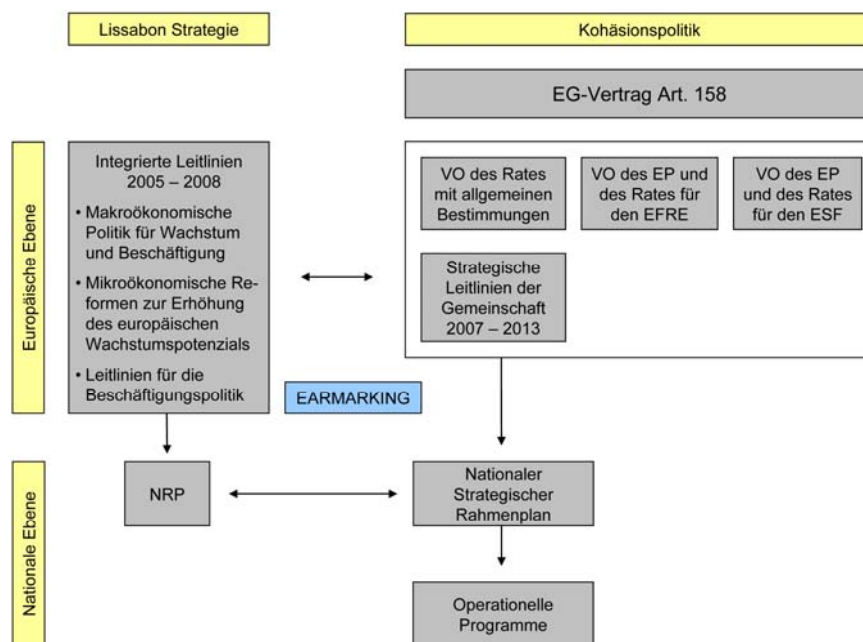 Lissabon Strategie
Kohäsionspolitik
EG-Vertrag Art. 158
Europäische Ebene
Integrierte Leitlinien
2005 – 2008
• Makroökonomische
Politik für Wachstum
und Beschäftigung
• Mikroökonomische Re-
formen zur Erhöhung
des europäischen
Wachstumspotenzials
• Leitlinien für die
Beschäftigungspolitik
VO des Rates
mit allgemeinen
Bestimmungen
VO des EP und
des Rates für
den EFRE
VO des EP
und des Rates
für den ESF
Strategische
Leitlinien der
Gemeinschaft
2007 – 2013
EARMARKING
Nationale Ebene
NRP
Nationaler
Strategischer
Rahmenplan
Operationelle
Programme